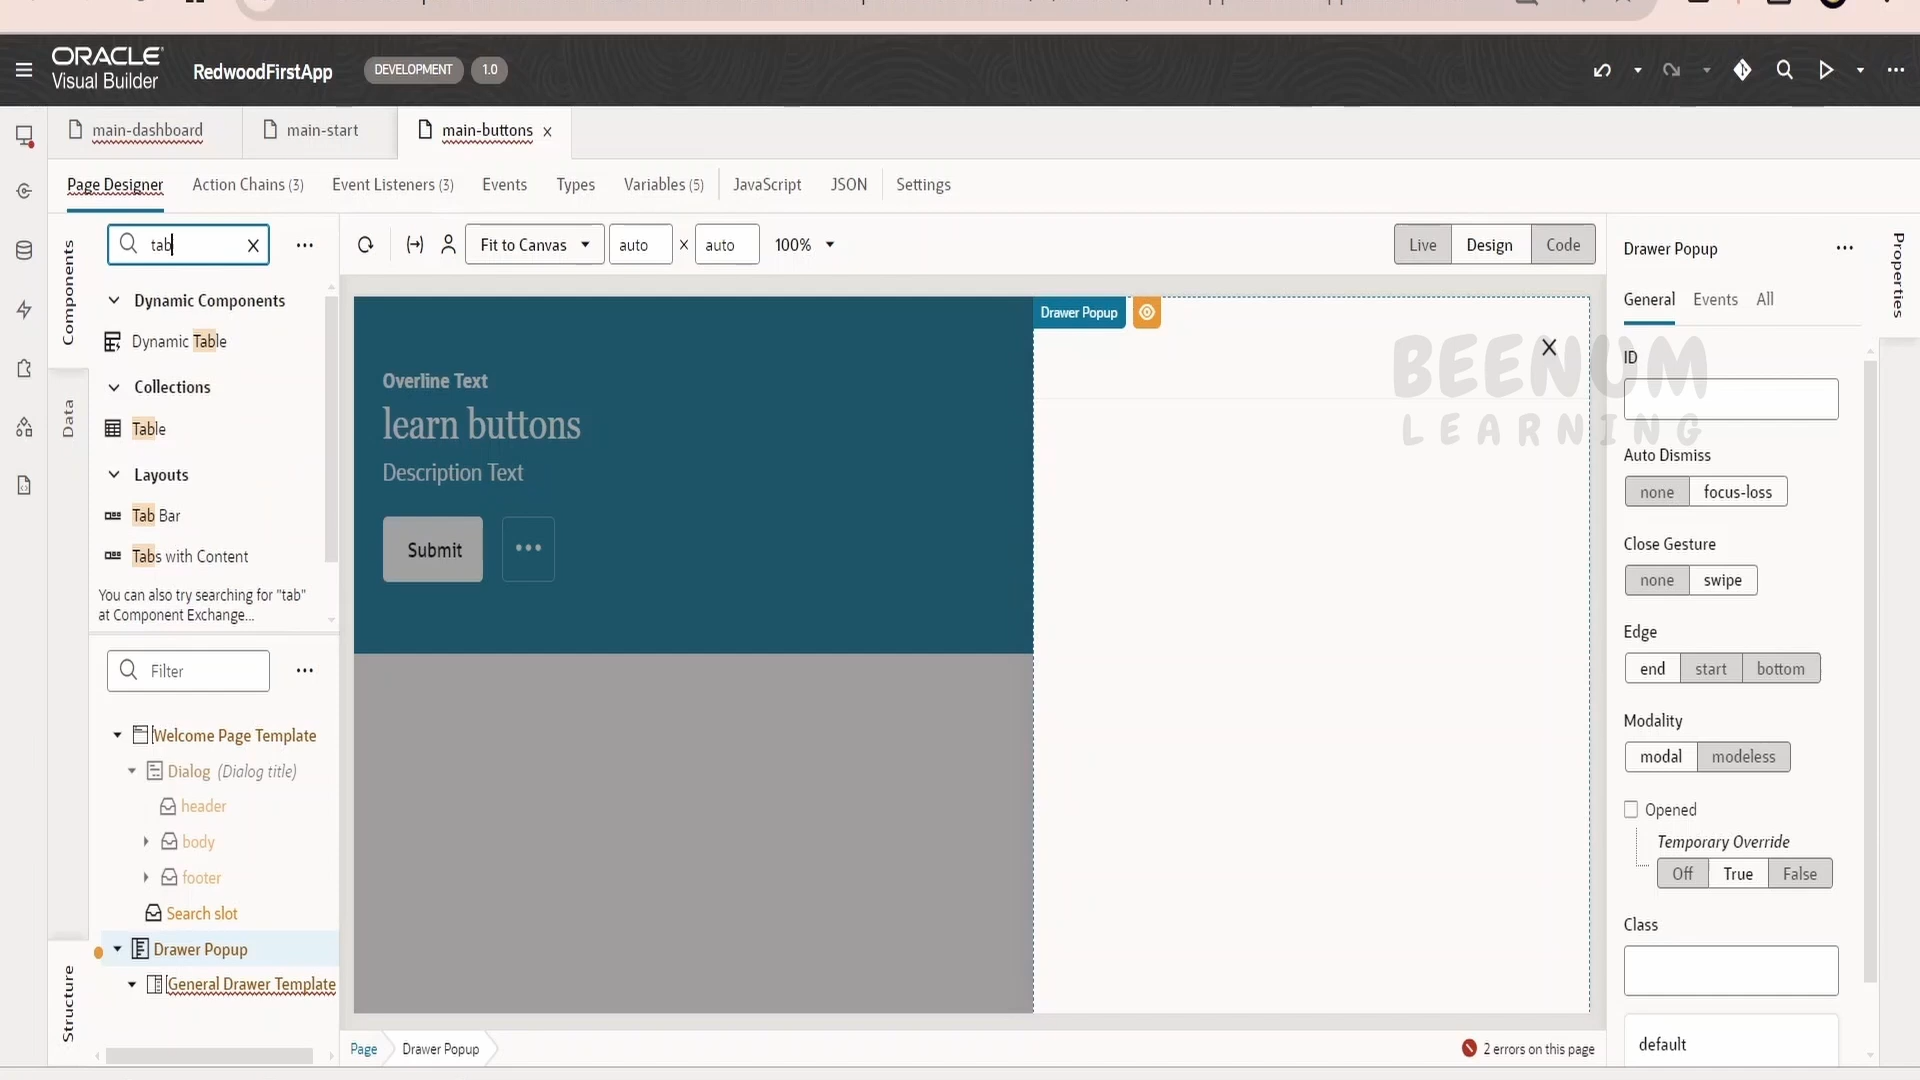 ORACLE
Visual Builder
RedwoodFirstApp
DEVELOPMENT
1.0
main-dashboard
main-start
main-buttons
Page Designer
Action Chains (3)
Event Listeners (3)
Events
Types
Variables (5)
JavaScript
JSON
Settings
Components
Data
Structure
tab
Dynamic Components
Dynamic Table
Collections
Table
Layouts
Tab Bar
Tabs with Content
You can also try searching for "tab"
at Component Exchange...
Filter
Welcome Page Template
Dialog (Dialog title)
header
body
footer
Search slot
Drawer Popup
General Drawer Template
Fit to Canvas
auto
×
auto
100%
Live
Design
Code
Drawer Popup
Overline Text
learn buttons
Description Text
Submit
BEENUM
LEARNING
Page
Drawer Popup
2 errors on this page
Drawer Popup
Properties
General
Events
All
ID
Auto Dismiss
none
focus-loss
Close Gesture
none
swipe
Edge
end
start
bottom
Modality
modal
modeless
Opened
Temporary Override
Off
True
False
Class
default